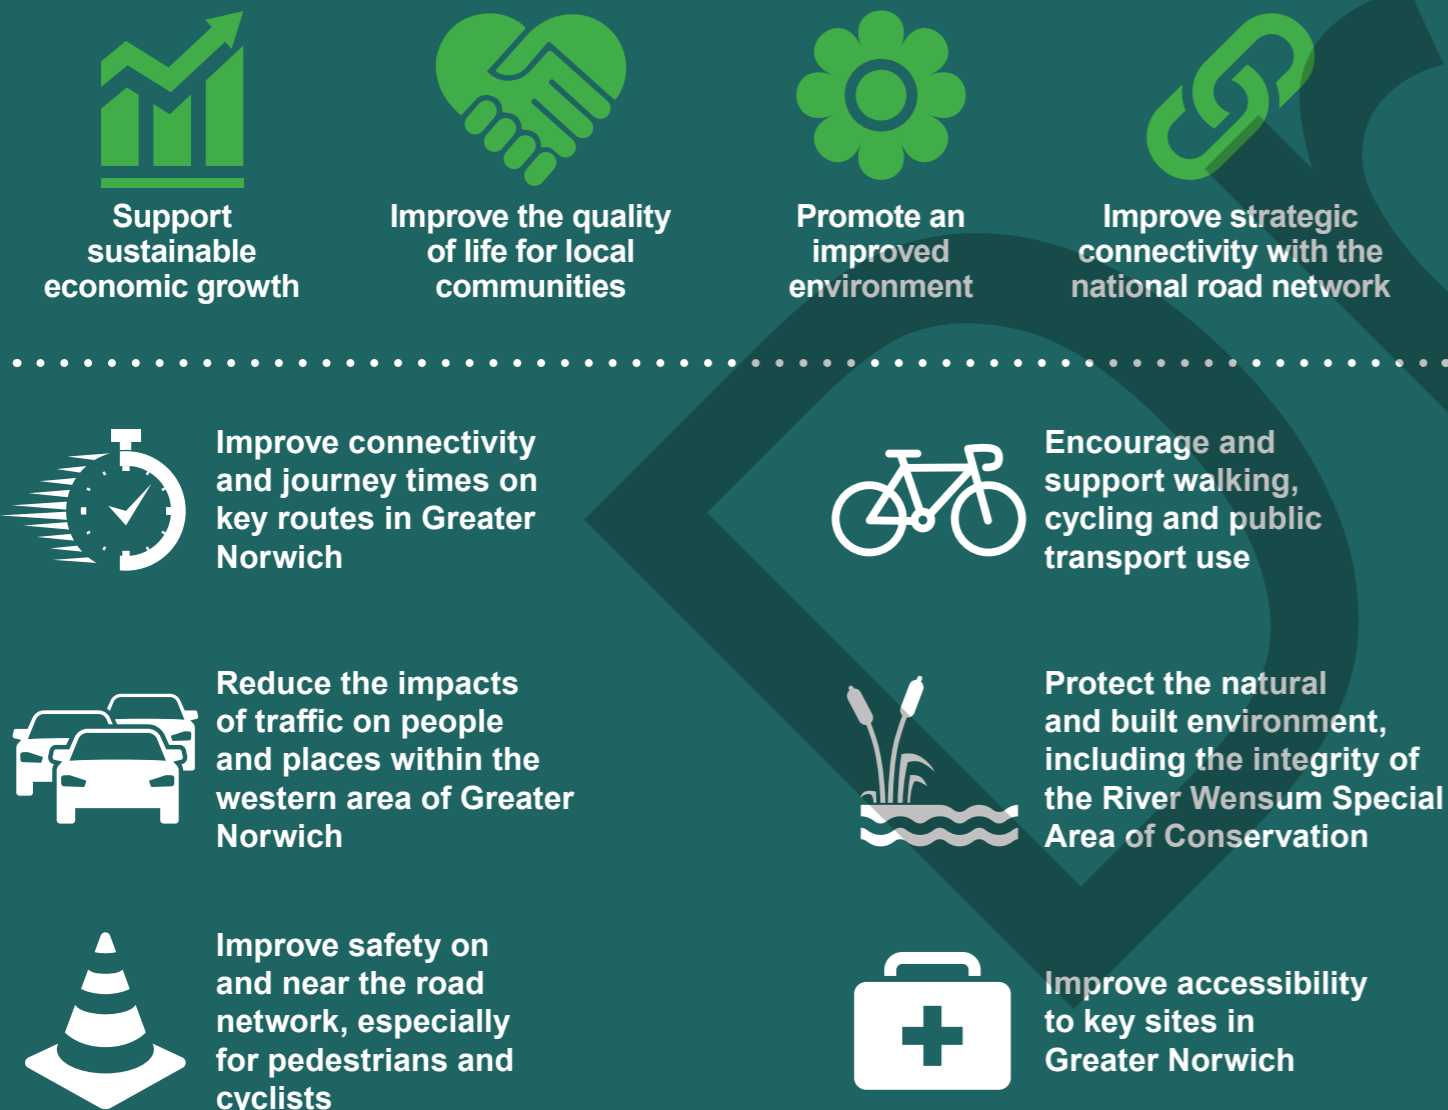 Support
sustainable
economic growth
Improve the quality
of life for local
communities
Promote an
improved
environment
Improve strategic
connectivity with the
national road network
Improve connectivity
and journey times on
key routes in Greater
Norwich
Encourage and
support walking,
cycling and public
transport use
Reduce the impacts
of traffic on people
and places within the
western area of Greater
Norwich
Protect the natural
and built environment,
including the integrity of
the River Wensum Special
Area of Conservation
Improve safety on
and near the road
network, especially
for pedestrians and
cyclists
Improve accessibility
to key sites in
Greater Norwich